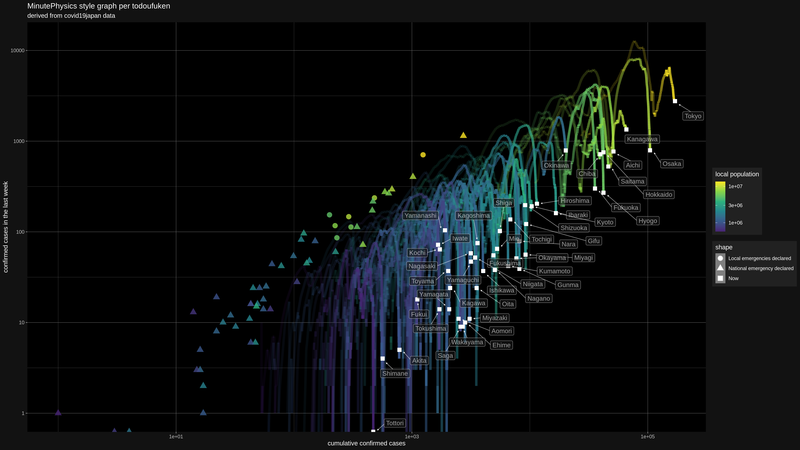 MinutePhysics style graph per todoufuken
derived from covid19japan data
10000
1000
100
10
1
confirmed cases in the last week
1e+01
1e+03
1e+05
cumulative confirmed cases
Tokyo
Kanagawa
Osaka
Aichi
Okinawa
Chiba
Saitama
Hokkaido
Fukuoka
Hyogo
Shiga
Hiroshima
Ibaraki
Kyoto
Shizuoka
Gifu
Yamanashi
Kagoshima
Iwate
Mie
Tochigi
Nara
Kochi
Nagasaki
Fukushima
Okayama
Miyagi
Kumamoto
Toyama
Yamaguchi
Niigata
Gunma
Ishikawa
Nagano
Yamagata
Kagawa
Oita
Fukui
Miyazaki
Tokushima
Aomori
Wakayama
Ehime
Saga
Akita
Shimane
Tottori
local population
1e+07
3e+06
1e+06
shape
Local emergencies declared
National emergency declared
Now